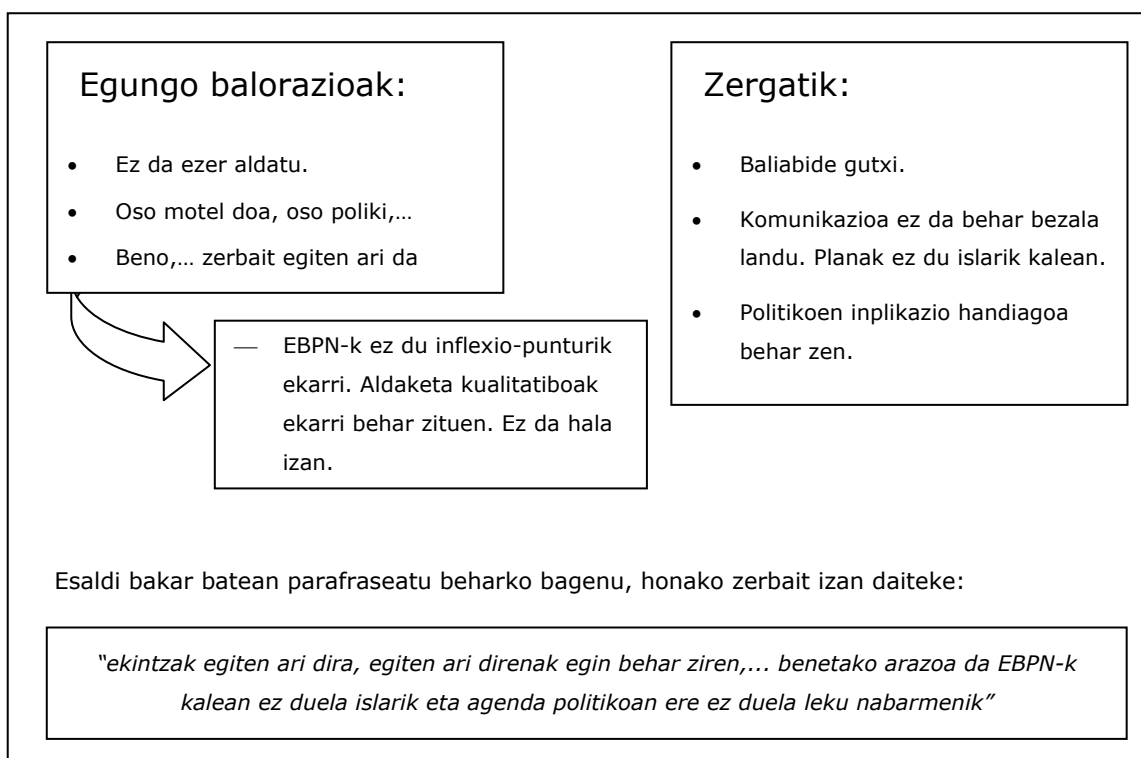 Egungo balorazioak:
• Ez da ezer aldatu.
• Oso motel doa, oso poliki,…
• Beno,… zerbait egiten ari da
— EBPN-k ez du inflexio-punturik
ekarri. Aldaketa kualitatiboak
ekarri behar zituen. Ez da hala
izan.
Zergatik:
• Baliabide gutxi.
• Komunikazioa ez da behar bezala
landu. Planak ez du islarik kalean.
• Politikoen inplikazio handiagoa
behar zen.
Esaldi bakar batean parafraseatu beharko bagenu, honako zerbait izan daiteke:
“ekintzak egiten ari dira, egiten ari direnak egin behar ziren,… benetako arazoa da EBPN-k
kalean ez duela islarik eta agenda politikoan ere ez duela leku nabarmenik”